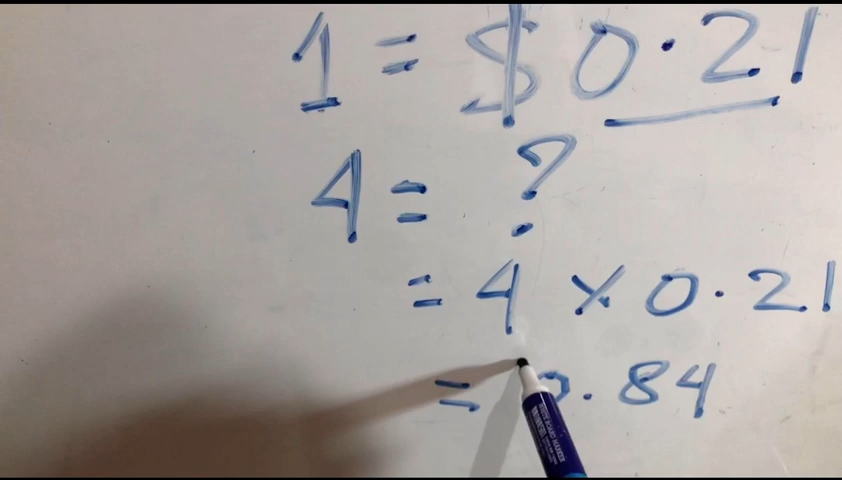 1 = $0.21
4 = ?
= 4 × 0.21
= 0.84